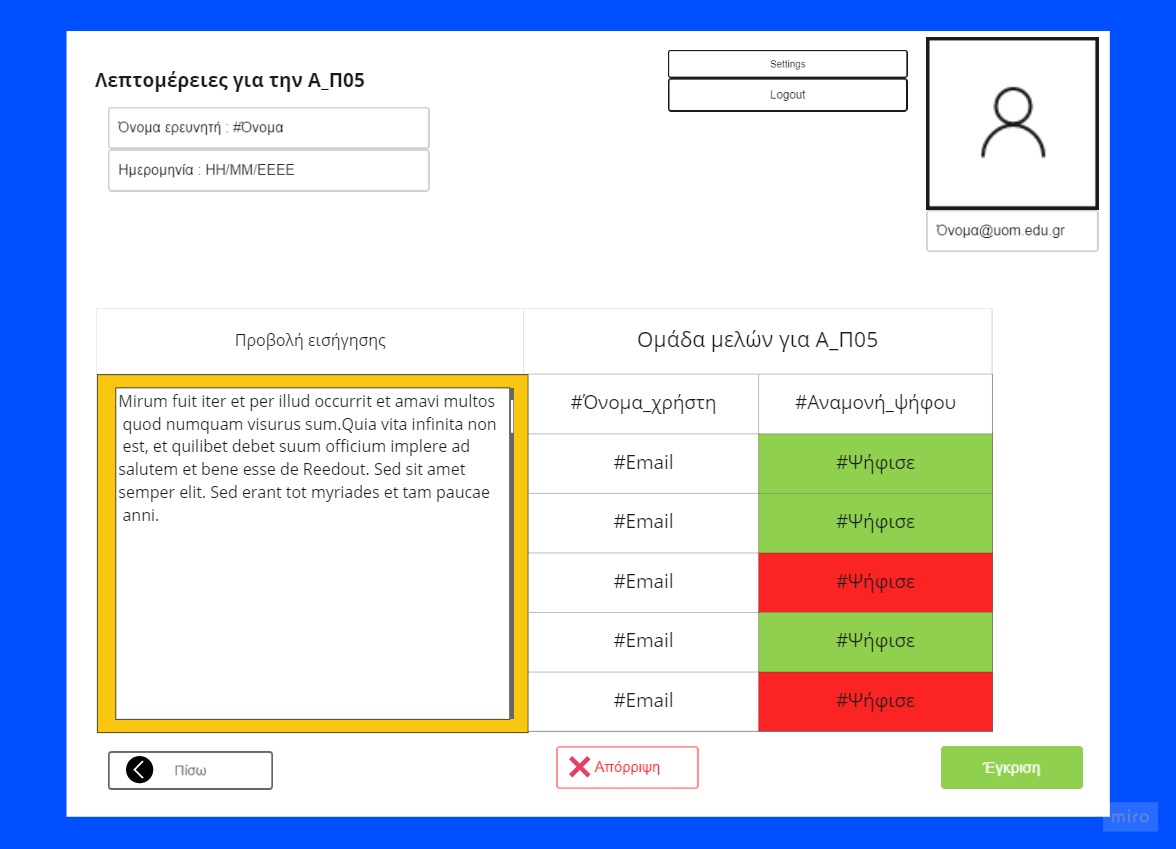 Λεπτομέρειες για την Α_Π05
Settings
Logout
Όνομα ερευνητή : #Όνομα
Ημερομηνία : ΗΗ/ΜΜ/ΕΕΕΕ
Όνομα@uom.edu.gr
Προβολή εισήγησης
Ομάδα μελών για Α_Π05
Mirum fuit iter et per illud occurrit et amavi multos
quod numquam visurus sum.Quia vita infinita non
est, et quilibet debet suum officium implere ad
salutem et bene esse de Reedout. Sed sit amet
semper elit. Sed erant tot myriades et tam paucae
anni.
#Όνομα_χρήστη #Αναμονή_ψήφου
#Email #Ψήφισε
#Email #Ψήφισε
#Email #Ψήφισε
#Email #Ψήφισε
#Email #Ψήφισε
Πίσω
Απόρριψη
Έγκριση
miro